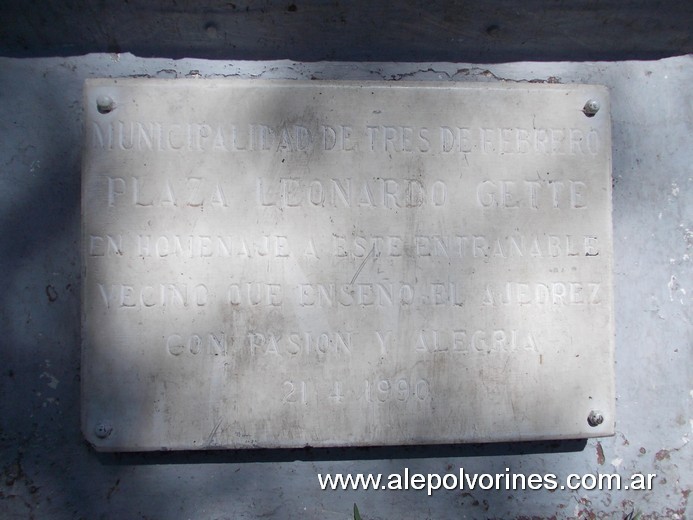 MUNICIPALIDAD DE TRES DE FEBRERO
PLAZA LEONARDO GETTE
EN HOMENAJE A ESTE ENTRAÑABLE
VECINO QUE ENSEÑO EL AJEDREZ
CON PASION Y ALEGRIA
21 4 1990
www.alepolvorines.com.ar